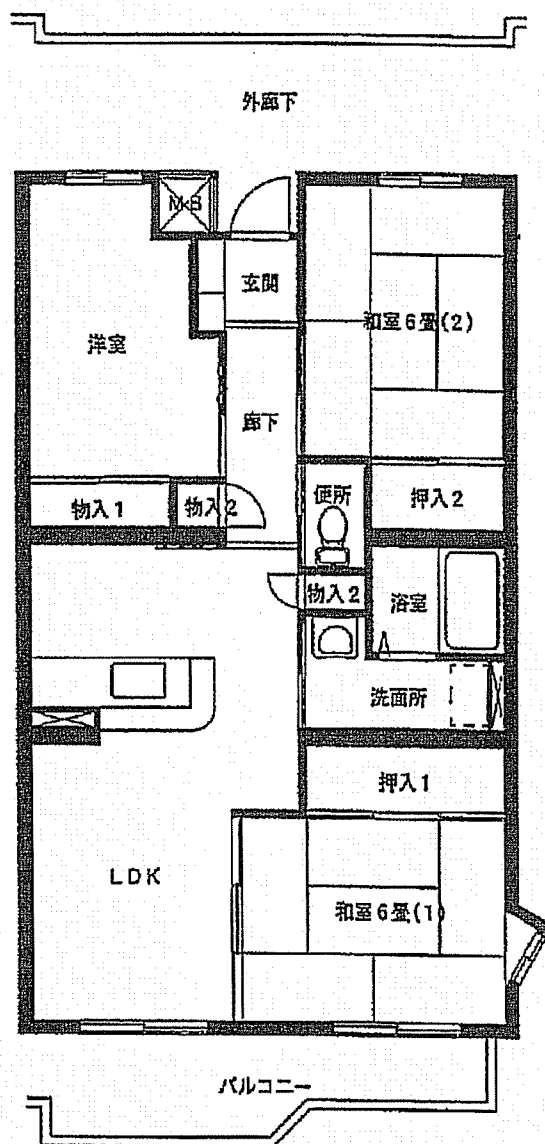 外廊下
MB
玄関
和室6畳(2)
洋室
廊下
物入1
物入2
便所
押入2
物入2
浴室
洗面所
押入1
LDK
和室6畳(1)
バルコニー